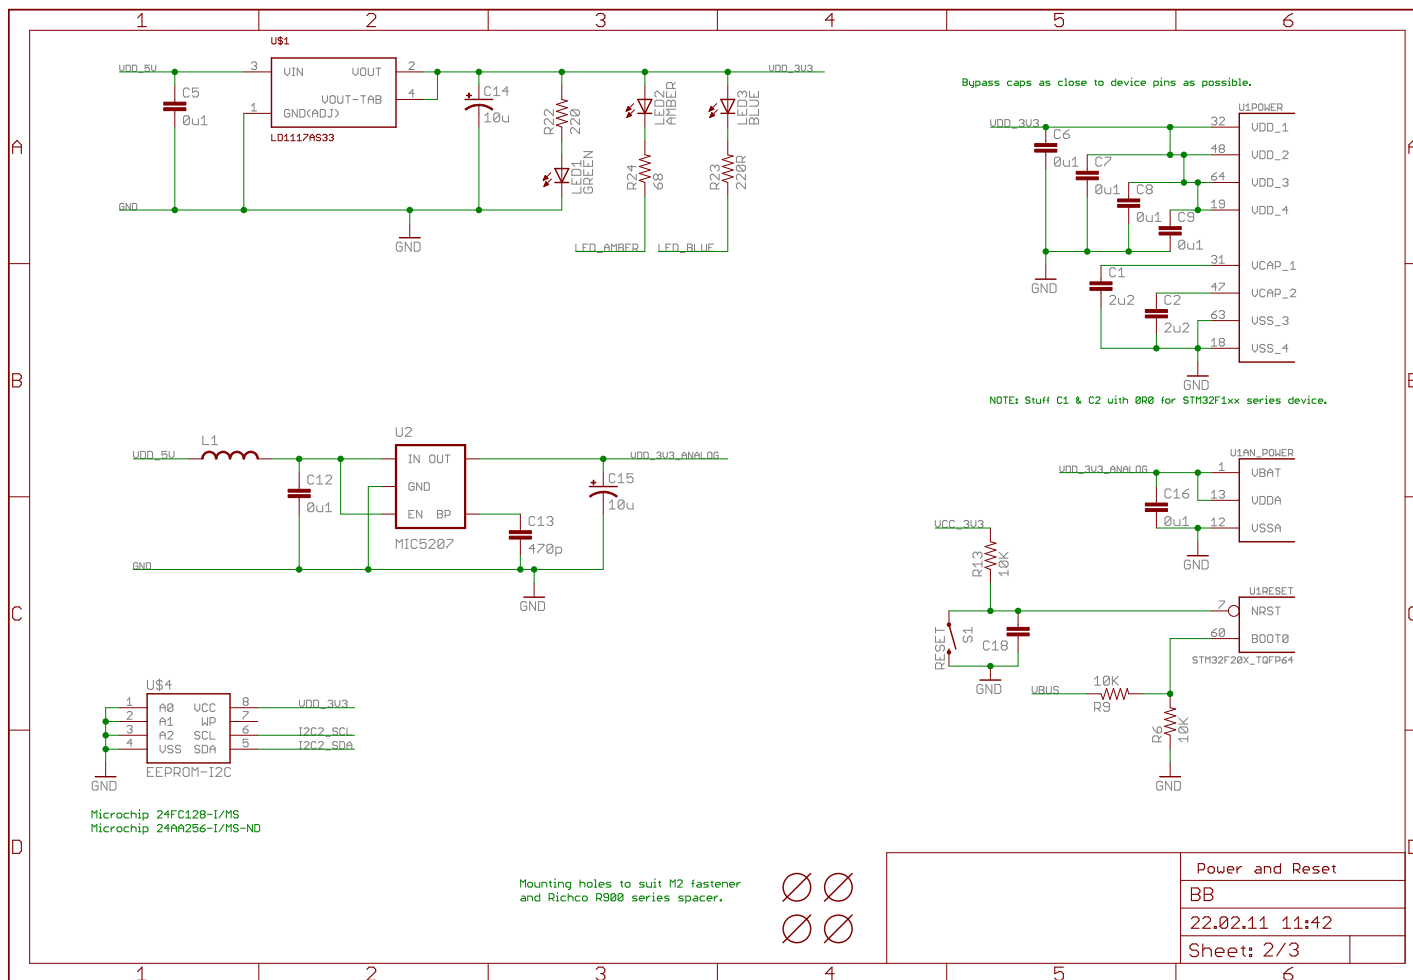 1 2 3 4 5 6
A
B
C
D
U$1
VDD_5V
3 VIN VOUT 2
VOUT-TAB 4
1 GND(ADJ)
LD1117AS33
C5
0u1
GND
GND
C14
10u
R22
220
LED1
GREEN
LED2
AMBER
R24
68
LED3
BLUE
R23
220R
VDD_3V3
LED_AMBER
LED_BLUE
Bypass caps as close to device pins as possible.
U1POWER
VDD_3V3
32 VDD_1
48 VDD_2
64 VDD_3
19 VDD_4
31 VCAP_1
47 VCAP_2
63 VSS_3
18 VSS_4
C6
0u1
C7
0u1
C8
0u1
C9
0u1
GND
C1
2u2
C2
2u2
GND
NOTE: Stuff C1 & C2 with 0R0 for STM32F1xx series device.
VDD_5V
L1
C12
0u1
U2
IN OUT
GND
EN BP
MIC5207
C13
470p
C15
10u
VDD_3V3_ANALOG
GND
GND
U1AN_POWER
VDD_3V3_ANALOG
1 VBAT
13 VDDA
12 VSSA
C16
0u1
GND
VCC_3V3
R13
10K
U1RESET
7 NRST
60 BOOT0
STM32F20X_TQFP64
RESET
S1
C18
GND
VBUS
10K
R9
R6
10K
GND
U$4
1 A0 VCC 8 VDD_3V3
2 A1 WP 7
3 A2 SCL 6 I2C2_SCL
4 VSS SDA 5 I2C2_SDA
EEPROM-I2C
GND
Microchip 24FC128-I/MS
Microchip 24AA256-I/MS-ND
Mounting holes to suit M2 fastener
and Richco R900 series spacer.
Power and Reset
BB
22.02.11 11:42
Sheet: 2/3
1 2 3 4 5 6